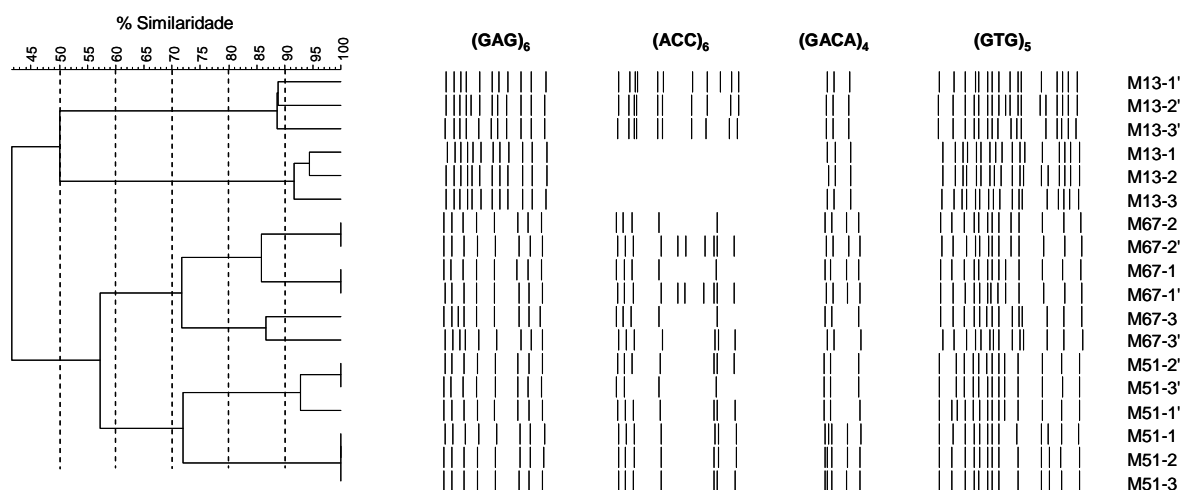 % Similaridade
(GAG)₆ (ACC)₆ (GACA)₄ (GTG)₅
45 50 55 60 65 70 75 80 85 90 95 100
M13-1'
M13-2'
M13-3'
M13-1
M13-2
M13-3
M67-2
M67-2'
M67-1
M67-1'
M67-3
M67-3'
M51-2'
M51-3'
M51-1'
M51-1
M51-2
M51-3